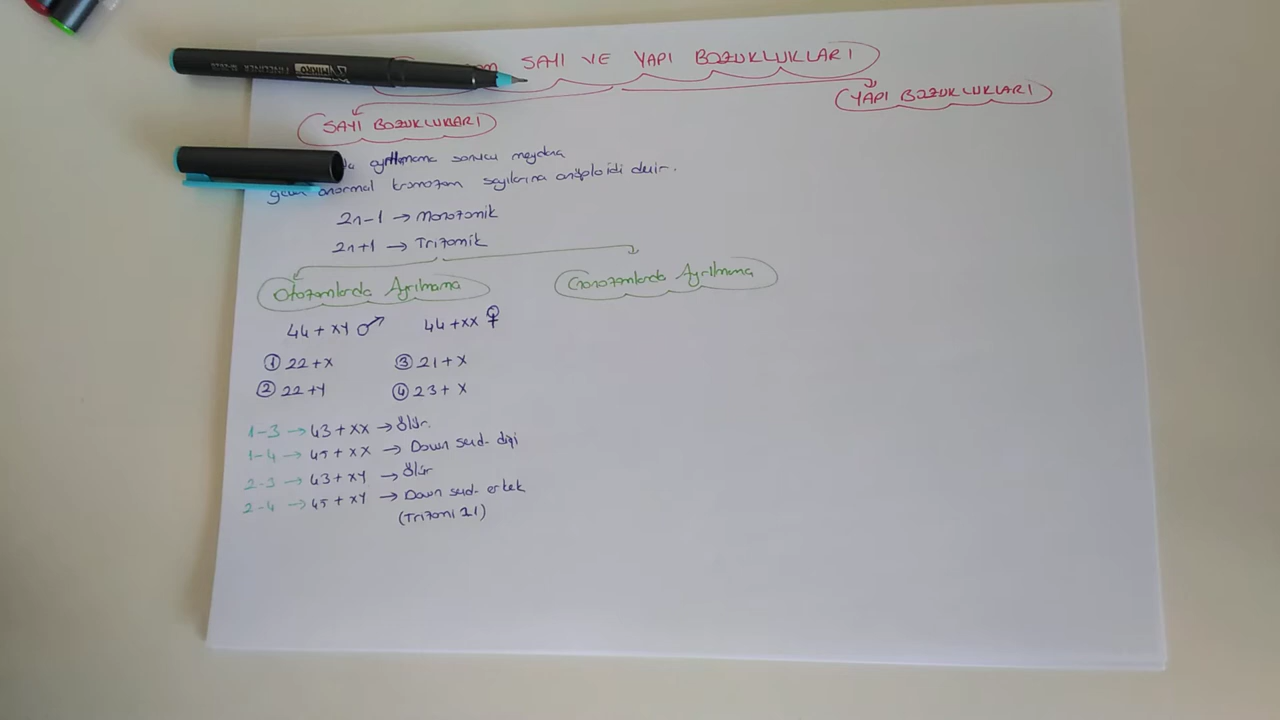 SAYI VE YAPI BOZUKLUKLARI
SAYI BOZUKLUKLARI
YAPI BOZUKLUKLARI
ayrılmama sonucu meydana
gelen anormal kromozom sayılarına anöploidi denir.
2n-1 → Monozomik
2n+1 → Trizomik
Otozomlarda Ayrılmama
Gonozomlarda Ayrılmama
44+XY ♂ 44+XX ♀
① 22+X ③ 21+X
② 22+Y ④ 23+X
1-3 → 43+XX → Ölür.
1-4 → 45+XX → Down send. dişi
2-3 → 43+XY → Ölür
2-4 → 45+XY → Down send. erkek
(Trizomi 21)
FINELINER MIKRO